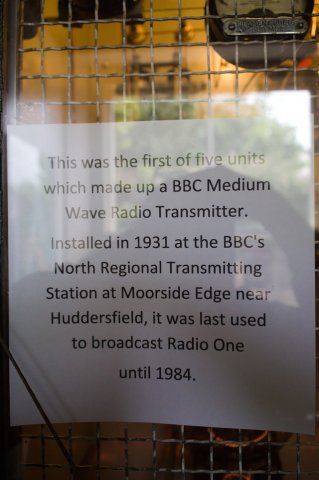 This was the first of five units
which made up a BBC Medium
Wave Radio Transmitter.
Installed in 1931 at the BBC's
North Regional Transmitting
Station at Moorside Edge near
Huddersfield, it was last used
to broadcast Radio One
until 1984.